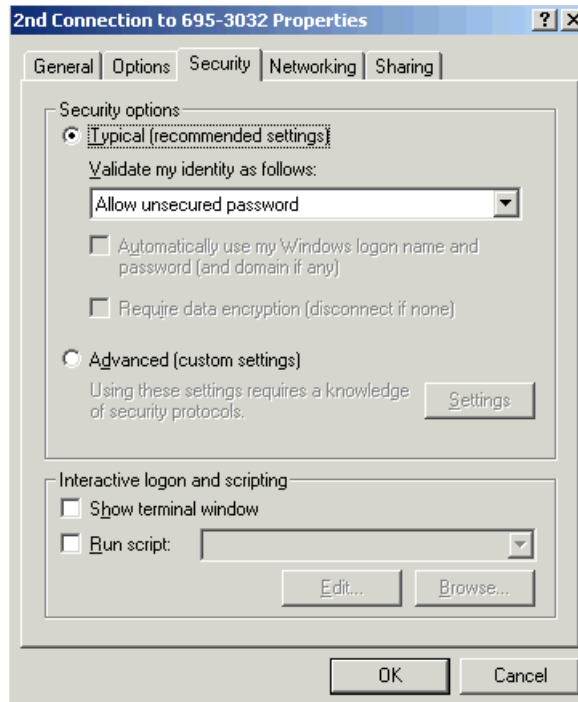 2nd Connection to 695-3032 Properties
General
Options
Security
Networking
Sharing
Security options
Typical (recommended settings)
Validate my identity as follows:
Allow unsecured password
Automatically use my Windows logon name and
password (and domain if any)
Require data encryption (disconnect if none)
Advanced (custom settings)
Using these settings requires a knowledge
of security protocols.
Settings
Interactive logon and scripting
Show terminal window
Run script:
Edit...
Browse...
OK
Cancel